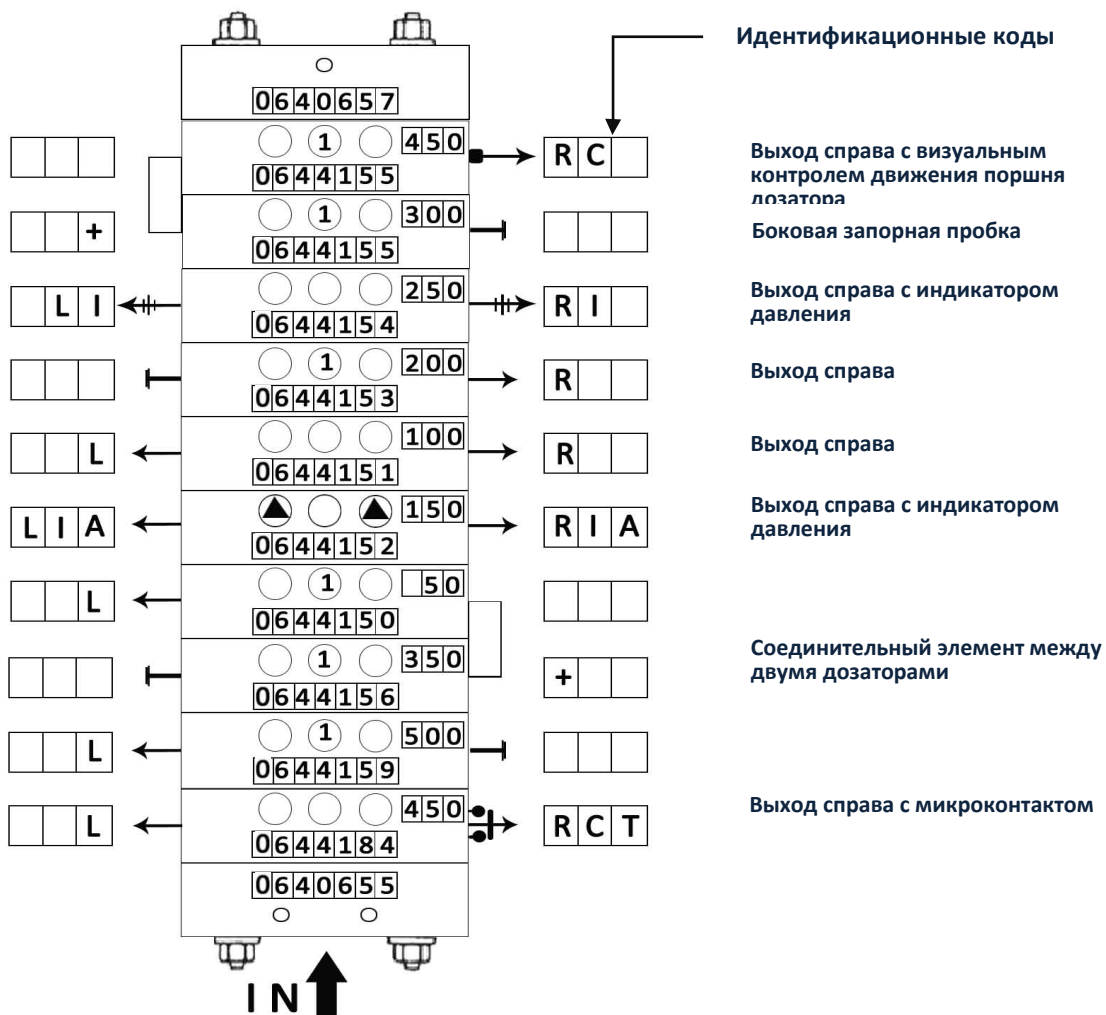 Идентификационные коды
0640657
1 450
R C
Выход справа с визуальным
контролем движения поршня
дозатора
0644155
+
1 300
Боковая запорная пробка
0644155
L I
250
R I
Выход справа с индикатором
давления
0644154
1 200
R
Выход справа
0644153
L
100
R
Выход справа
0644151
L I A
150
R I A
Выход справа с индикатором
давления
0644152
L
1 50
0644150
1 350
+
Соединительный элемент между
двумя дозаторами
0644156
L
1 500
0644159
L
450
R C T
Выход справа с микроконтактом
0644184
0640655
IN